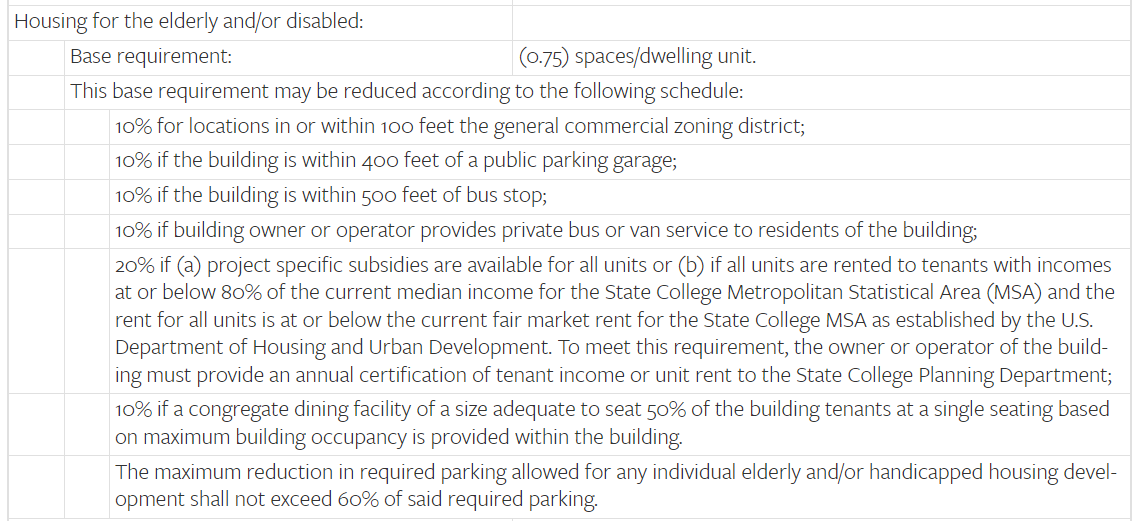 Housing for the elderly and/or disabled:
Base requirement: (0.75) spaces/dwelling unit.
This base requirement may be reduced according to the following schedule:
10% for locations in or within 100 feet the general commercial zoning district;
10% if the building is within 400 feet of a public parking garage;
10% if the building is within 500 feet of bus stop;
10% if building owner or operator provides private bus or van service to residents of the building;
20% if (a) project specific subsidies are available for all units or (b) if all units are rented to tenants with incomes
at or below 80% of the current median income for the State College Metropolitan Statistical Area (MSA) and the
rent for all units is at or below the current fair market rent for the State College MSA as established by the U.S.
Department of Housing and Urban Development. To meet this requirement, the owner or operator of the build-
ing must provide an annual certification of tenant income or unit rent to the State College Planning Department;
10% if a congregate dining facility of a size adequate to seat 50% of the building tenants at a single seating based
on maximum building occupancy is provided within the building.
The maximum reduction in required parking allowed for any individual elderly and/or handicapped housing devel-
opment shall not exceed 60% of said required parking.